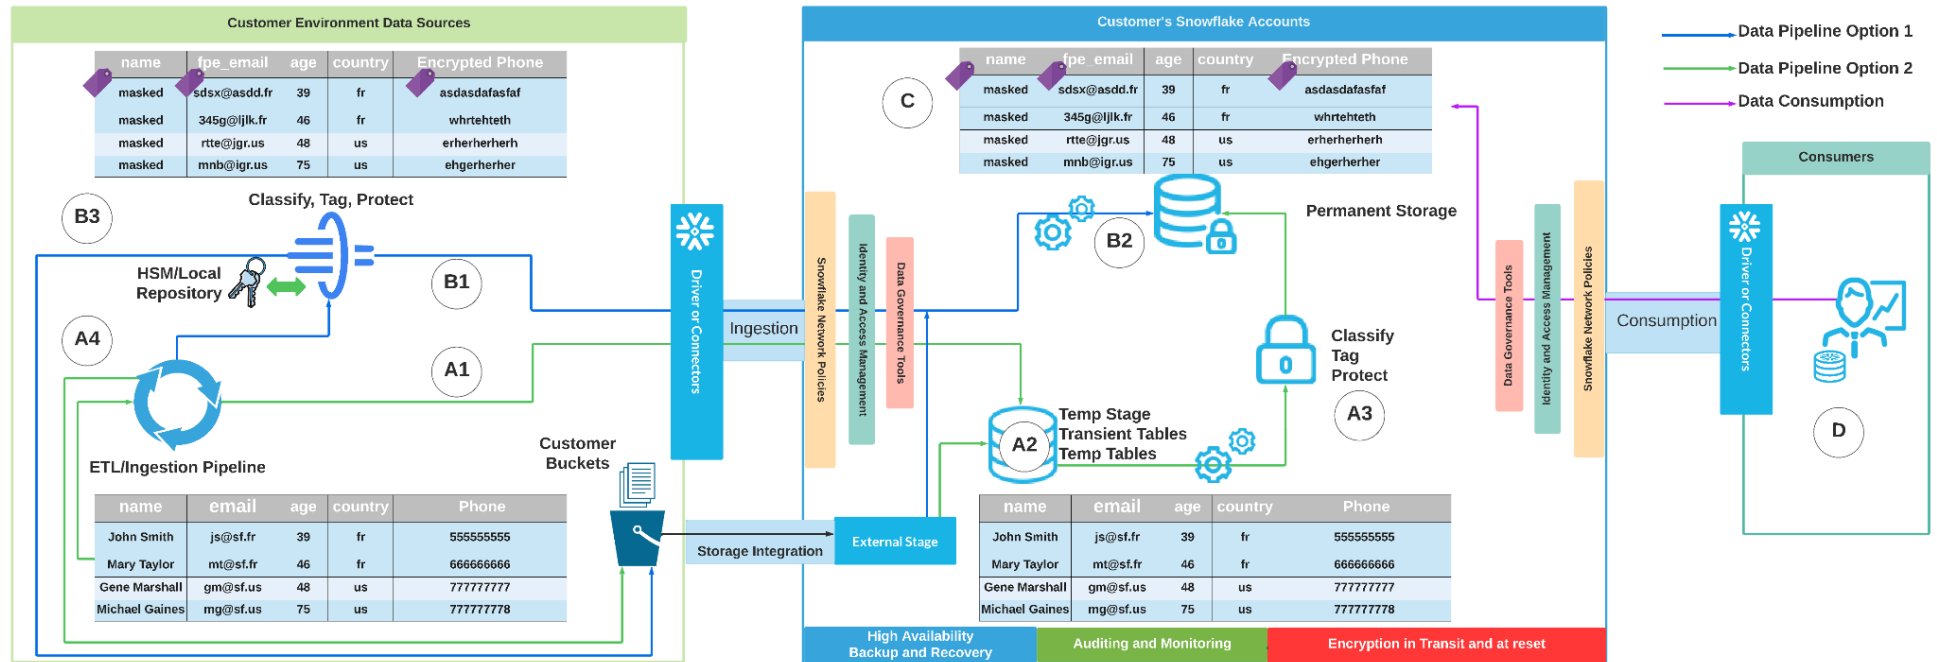 Customer Environment Data Sources
name fpe_email age country Encrypted Phone
masked sdsx@asdd.fr 39 fr asdasdafasfaf
masked 345g@ljlk.fr 46 fr whrtehteth
masked rtte@jgr.us 48 us erherherherh
masked mnb@igr.us 75 us ehgerherher
B3
Classify, Tag, Protect
HSM/Local
Repository
B1
A4
A1
ETL/Ingestion Pipeline
Customer
Buckets
name email age country Phone
John Smith js@sf.fr 39 fr 555555555
Mary Taylor mt@sf.fr 46 fr 666666666
Gene Marshall gm@sf.us 48 us 777777777
Michael Gaines mg@sf.us 75 us 777777778
Driver or Connectors
Ingestion
Storage Integration
Customer's Snowflake Accounts
C
name fpe_email age country Encrypted Phone
masked sdsx@asdd.fr 39 fr asdasdafasfaf
masked 345g@ljlk.fr 46 fr whrtehteth
masked rtte@jgr.us 48 us erherherherh
masked mnb@igr.us 75 us ehgerherher
Snowflake Network Policies
Identity and Access Management
Data Governance Tools
B2
Permanent Storage
Classify
Tag
Protect
A3
A2
Temp Stage
Transient Tables
Temp Tables
External Stage
name email age country Phone
John Smith js@sf.fr 39 fr 555555555
Mary Taylor mt@sf.fr 46 fr 666666666
Gene Marshall gm@sf.us 48 us 777777777
Michael Gaines mg@sf.us 75 us 777777778
High Availability
Backup and Recovery
Auditing and Monitoring
Encryption in Transit and at reset
Data Governance Tools
Identity and Access Management
Snowflake Network Policies
Consumption
Driver or Connectors
Data Pipeline Option 1
Data Pipeline Option 2
Data Consumption
Consumers
D